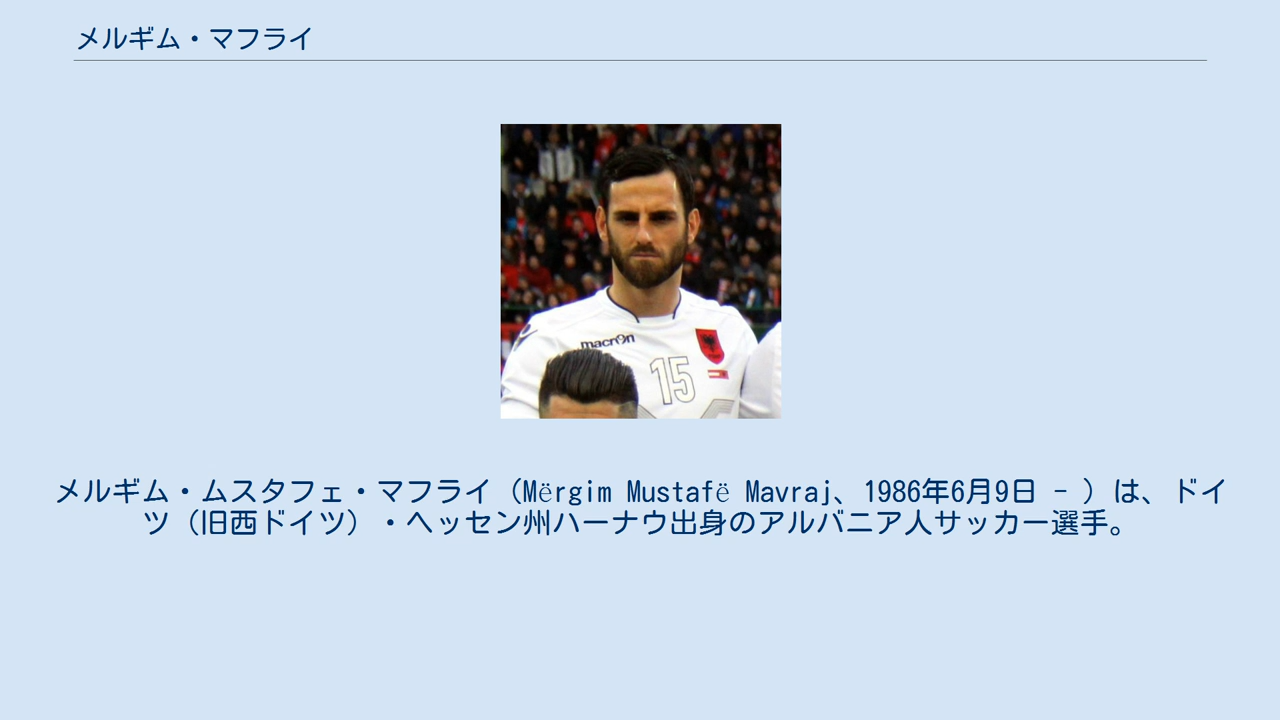 メルギム・マフライ
macron
15
メルギム・ムスタフェ・マフライ（Mërgim Mustafë Mavraj、1986年6月9日 - ）は、ドイ
ツ（旧西ドイツ）・ヘッセン州ハーナウ出身のアルバニア人サッカー選手。